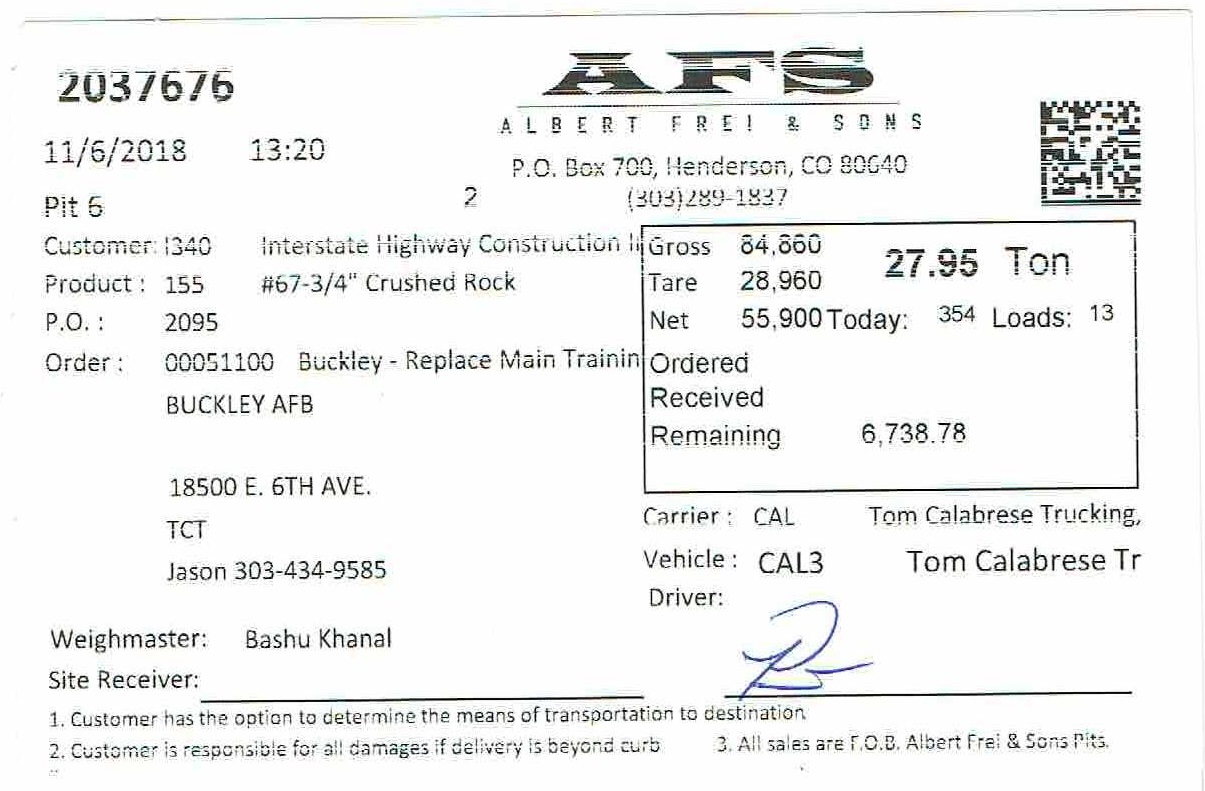 2037676
AFS
ALBERT FREI & SONS
11/6/2018 13:20
P.O. Box 700, Henderson, CO 80640
Pit 6 2 (303)289-1837
Customer: I340 Interstate Highway Construction I
Product : 155 #67-3/4" Crushed Rock
P.O. : 2095
Order : 00051100 Buckley - Replace Main Trainin
BUCKLEY AFB
18500 E. 6TH AVE.
TCT
Jason 303-434-9585
Gross 84,860 27.95 Ton
Tare 28,960
Net 55,900 Today: 354 Loads: 13
Ordered
Received
Remaining 6,738.78
Carrier : CAL Tom Calabrese Trucking,
Vehicle : CAL3 Tom Calabrese Tr
Driver:
Weighmaster: Bashu Khanal
Site Receiver:
1. Customer has the option to determine the means of transportation to destination
2. Customer is responsible for all damages if delivery is beyond curb 3. All sales are F.O.B. Albert Frei & Sons Pits.